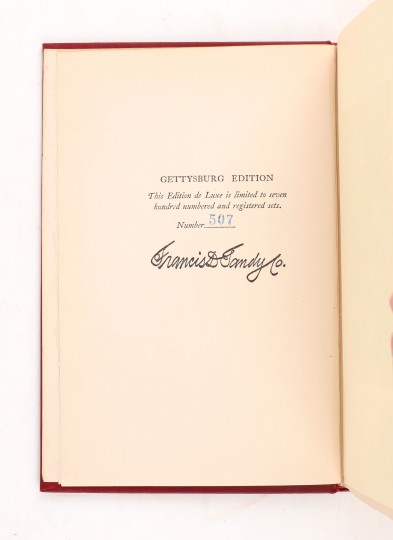 GETTYSBURG EDITION
This Edition de Luxe is limited to seven
hundred numbered and registered sets.
Number 507
Francis D Tandy Co.